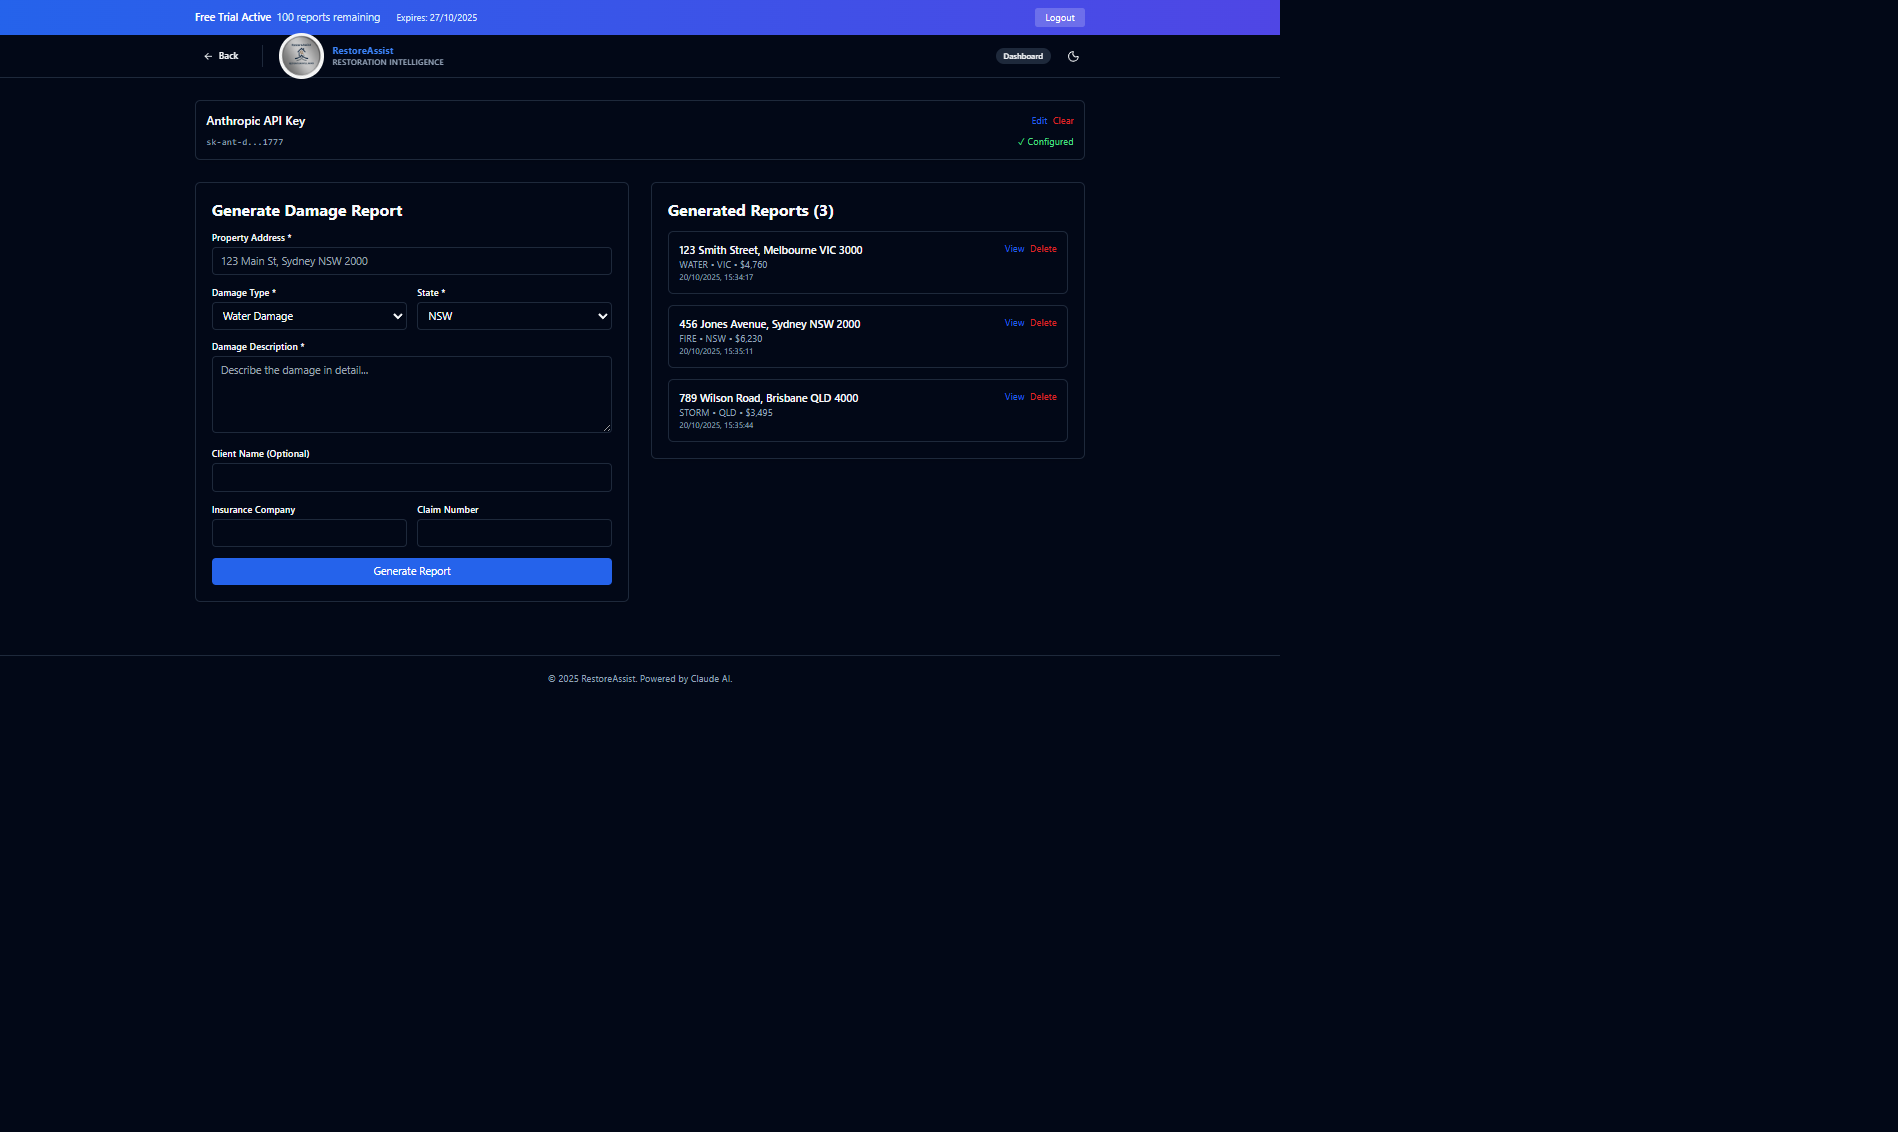 Free Trial Active 100 reports remaining Expires: 27/10/2025 Logout
← Back
RestoreAssist
RESTORATION INTELLIGENCE
Dashboard
Anthropic API Key
Edit Clear
sk-ant-d...1777
✓ Configured
Generate Damage Report
Property Address *
123 Main St, Sydney NSW 2000
Damage Type * State *
Water Damage NSW
Damage Description *
Describe the damage in detail...
Client Name (Optional)
Insurance Company Claim Number
Generate Report
Generated Reports (3)
123 Smith Street, Melbourne VIC 3000 View Delete
WATER • VIC • $4,760
20/10/2025, 15:34:17
456 Jones Avenue, Sydney NSW 2000 View Delete
FIRE • NSW • $6,230
20/10/2025, 15:35:11
789 Wilson Road, Brisbane QLD 4000 View Delete
STORM • QLD • $3,495
20/10/2025, 15:35:44
© 2025 RestoreAssist. Powered by Claude AI.